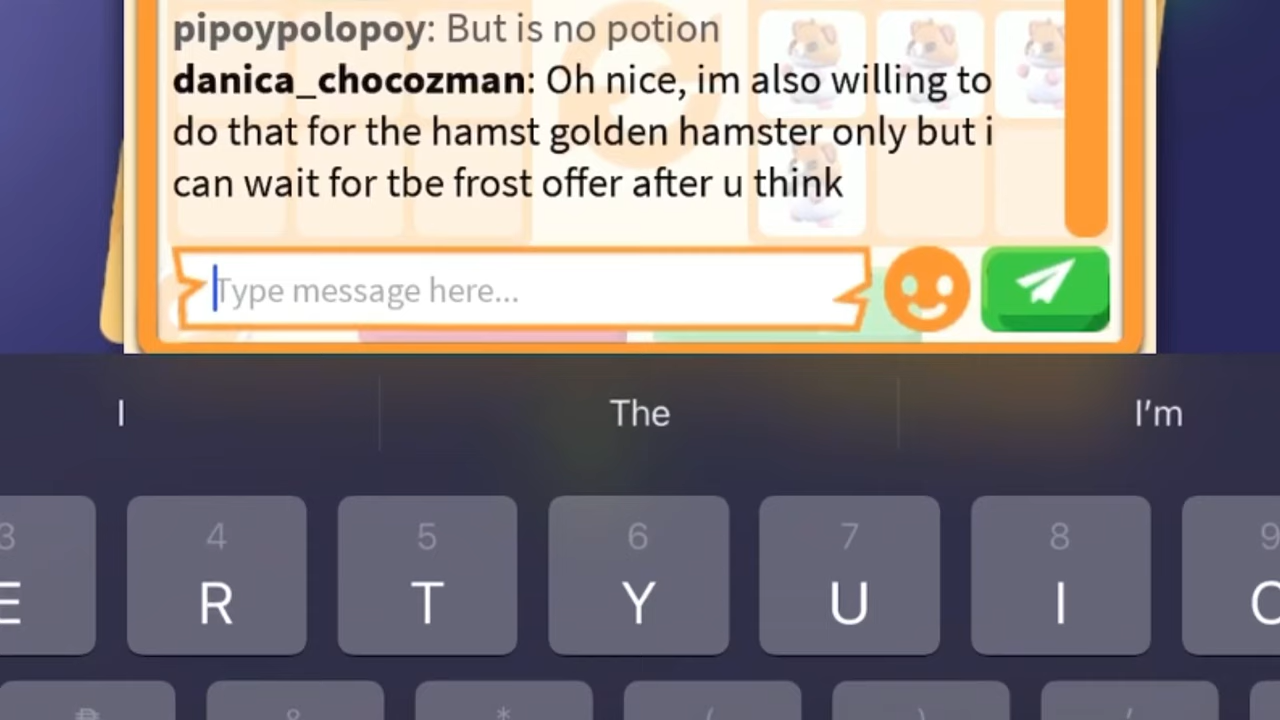 pipoypolopoy: But is no potion
danica_chocozman: Oh nice, im also willing to
do that for the hamst golden hamster only but i
can wait for tbe frost offer after u think
Type message here...
I The I'm
3 4 5 6 7 8 9
E R T Y U I
₱ & * ( ) /